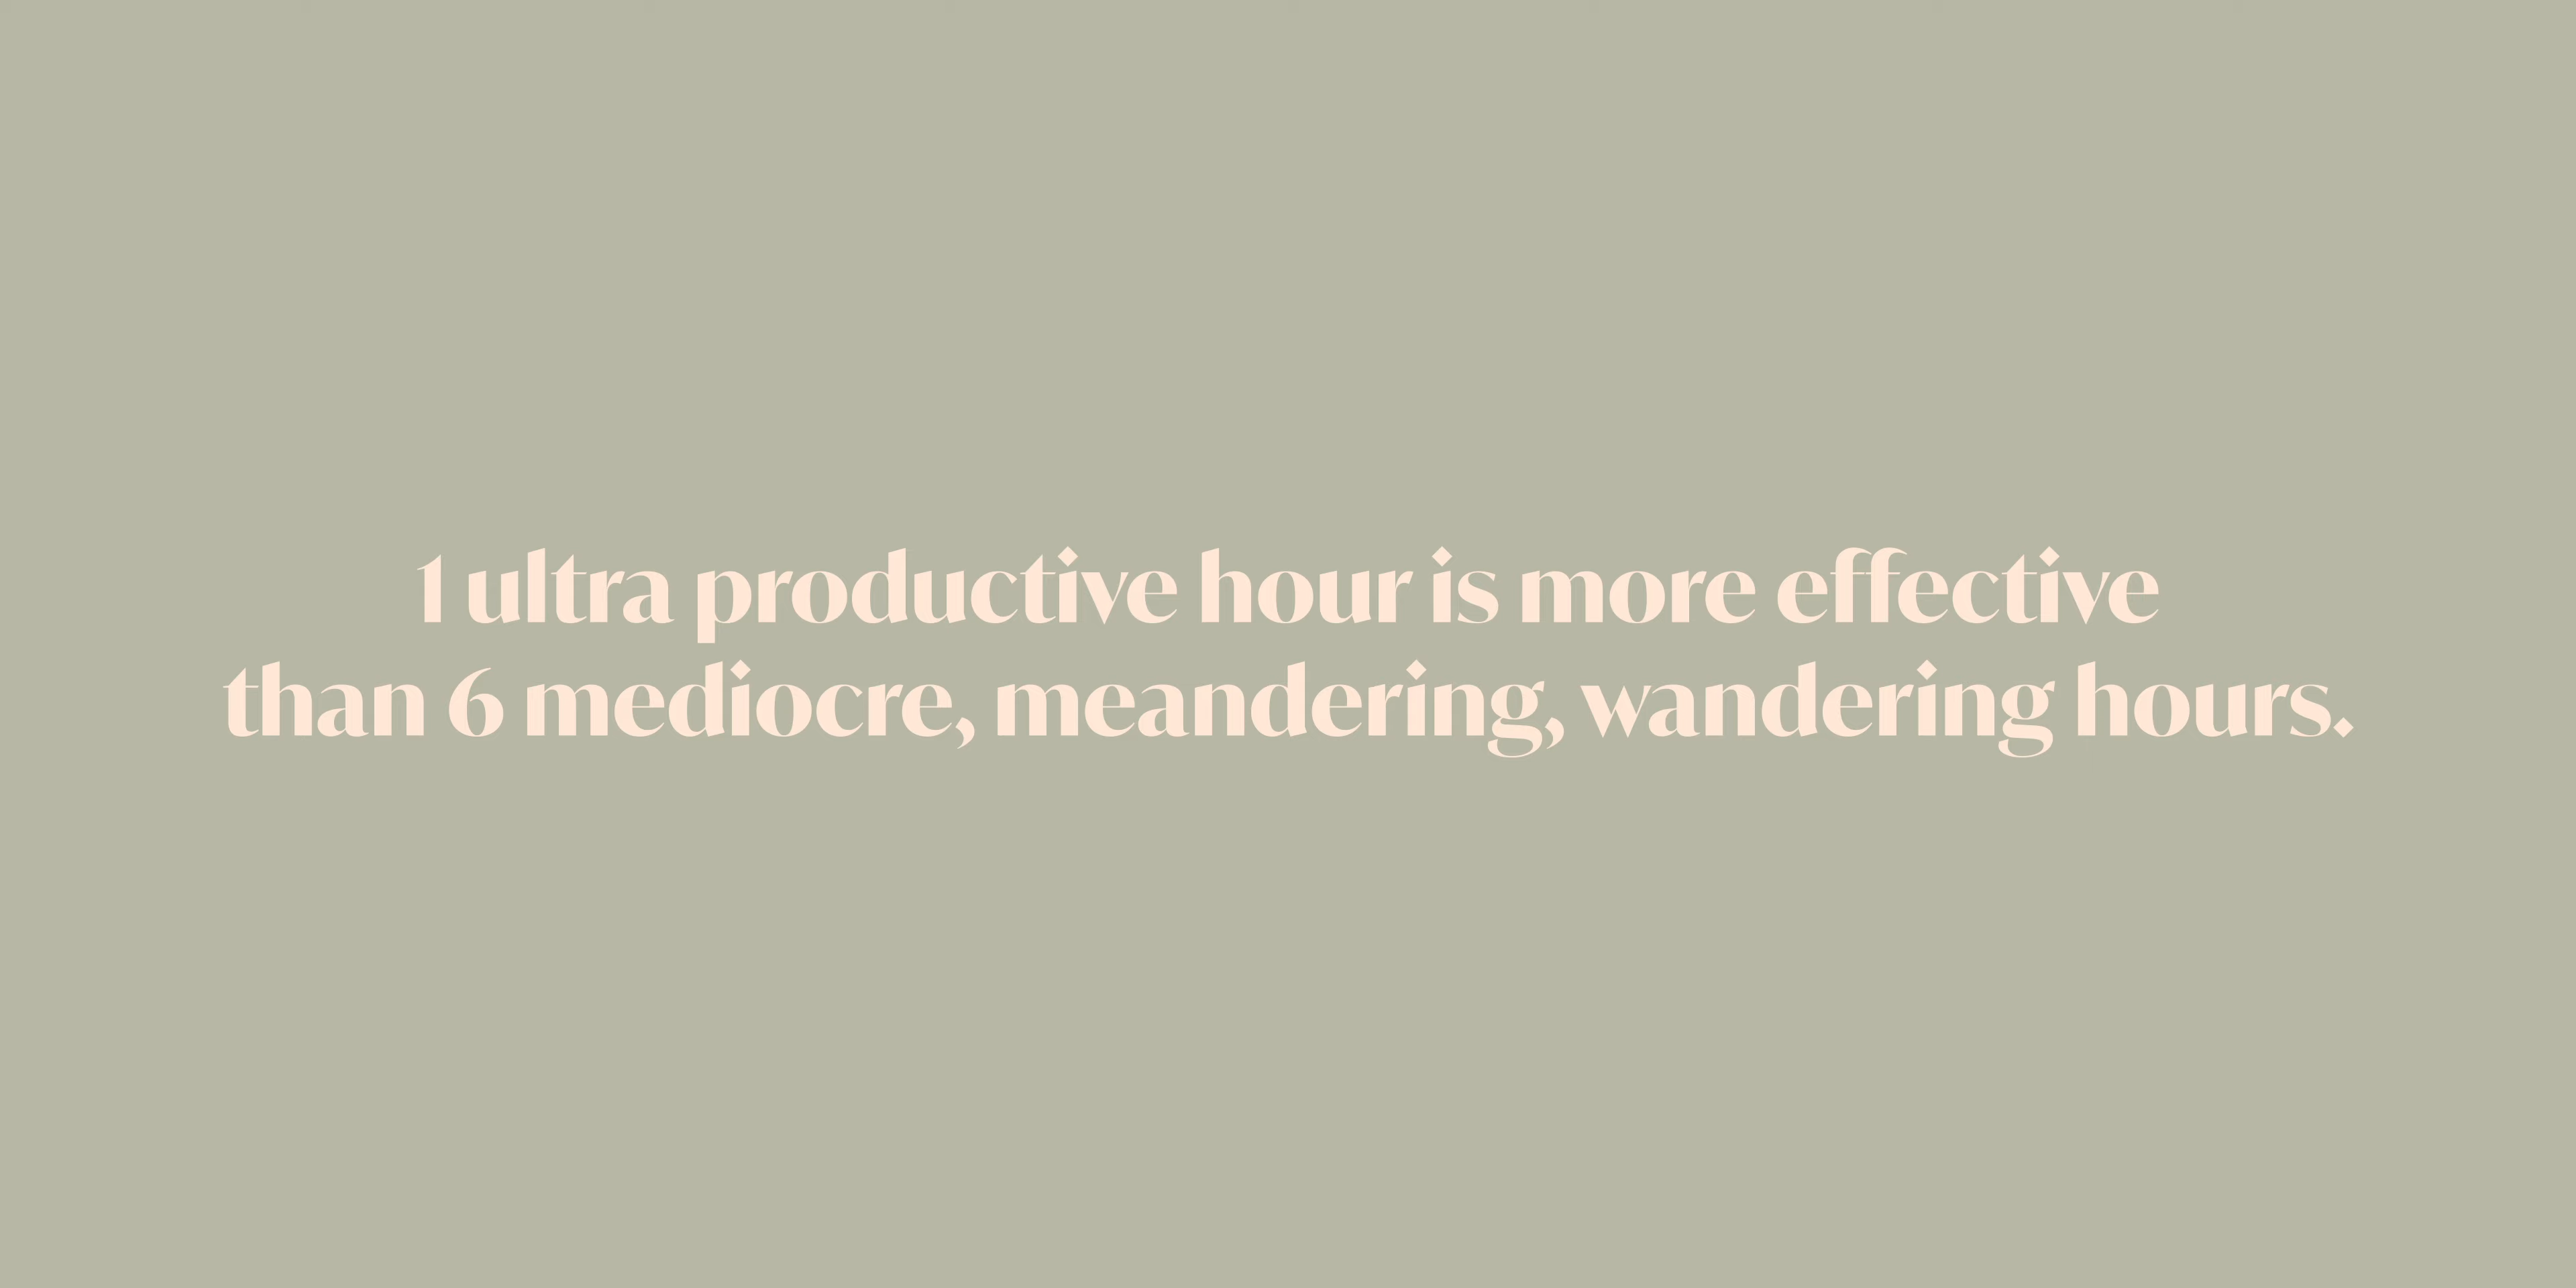 1 ultra productive hour is more effective
than 6 mediocre, meandering, wandering hours.